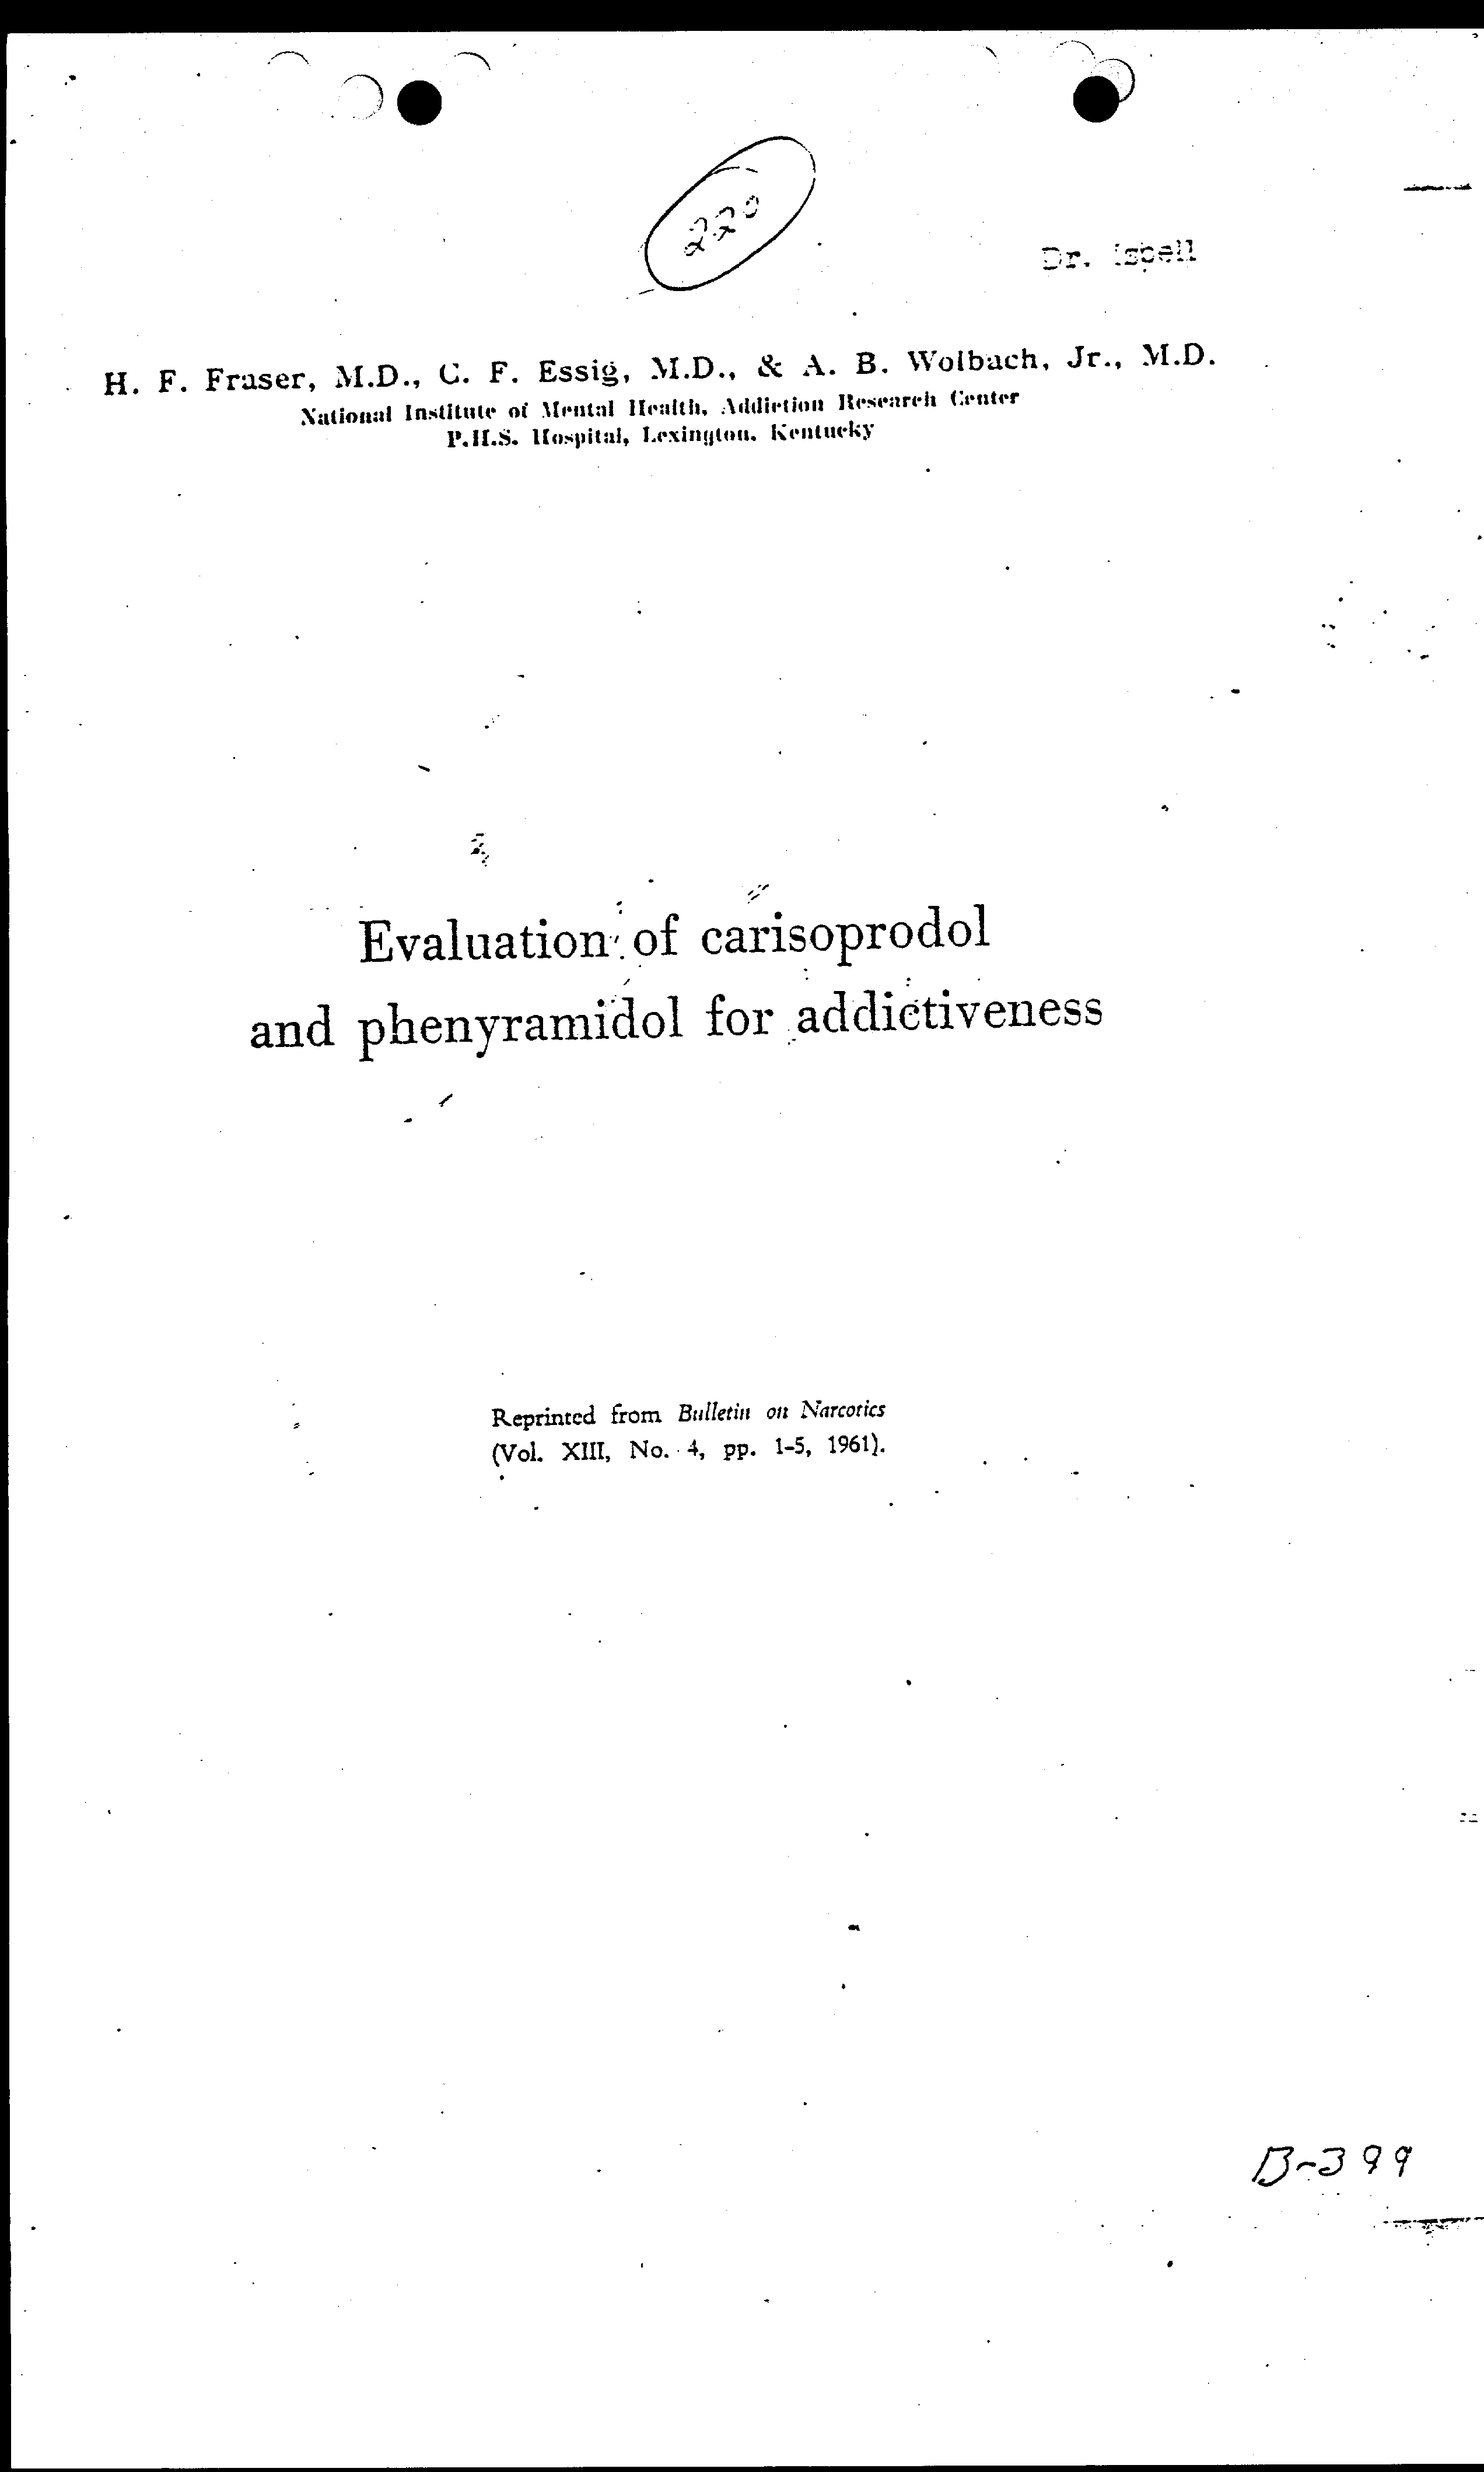 220
Dr. Isbell
H. F. Fraser, M.D., C. F. Essig, M.D., & A. B. Wolbach, Jr., M.D.
National Institute of Mental Health, Addiction Research Center
P.H.S. Hospital, Lexington, Kentucky
Evaluation of carisoprodol
and phenyramidol for addictiveness
Reprinted from Bulletin on Narcotics
(Vol. XIII, No. 4, pp. 1-5, 1961).
B-399